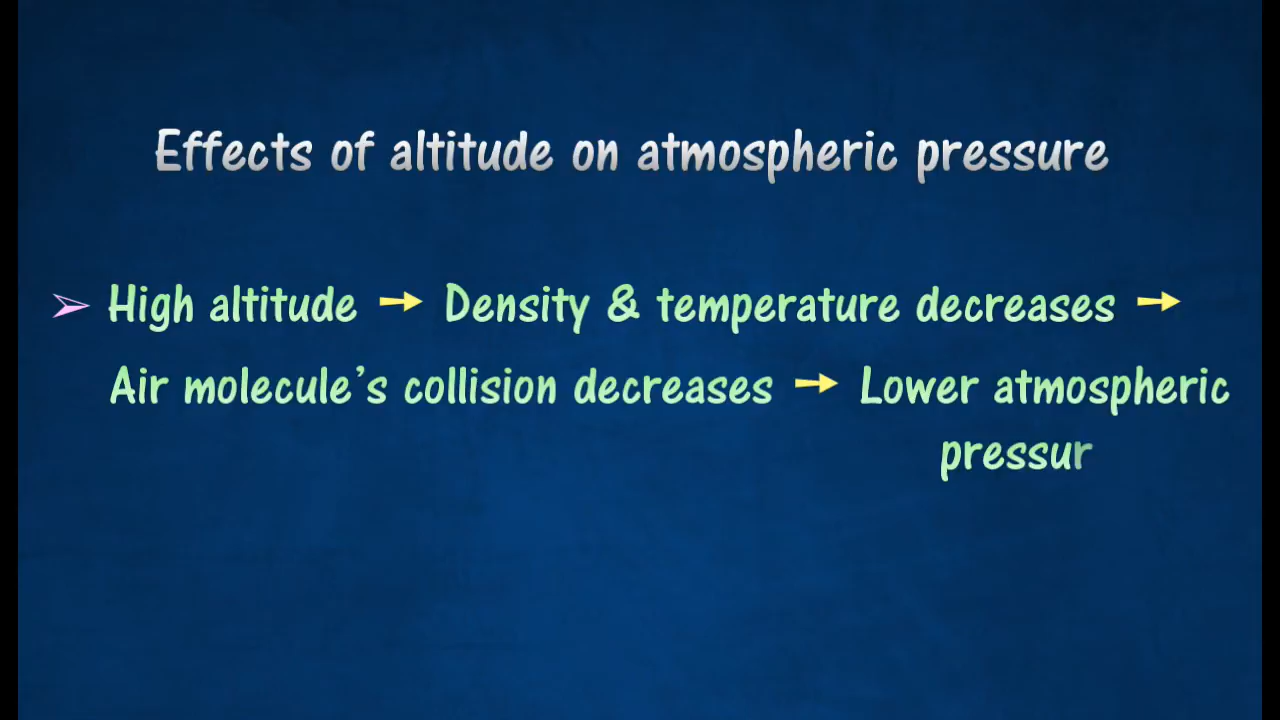 Effects of altitude on atmospheric pressure
➢ High altitude → Density & temperature decreases →
Air molecule's collision decreases → Lower atmospheric
pressur